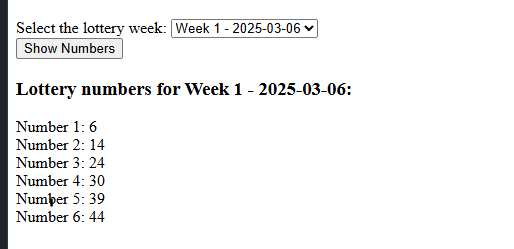 Select the lottery week: Week 1 - 2025-03-06
Show Numbers
Lottery numbers for Week 1 - 2025-03-06:
Number 1: 6
Number 2: 14
Number 3: 24
Number 4: 30
Number 5: 39
Number 6: 44